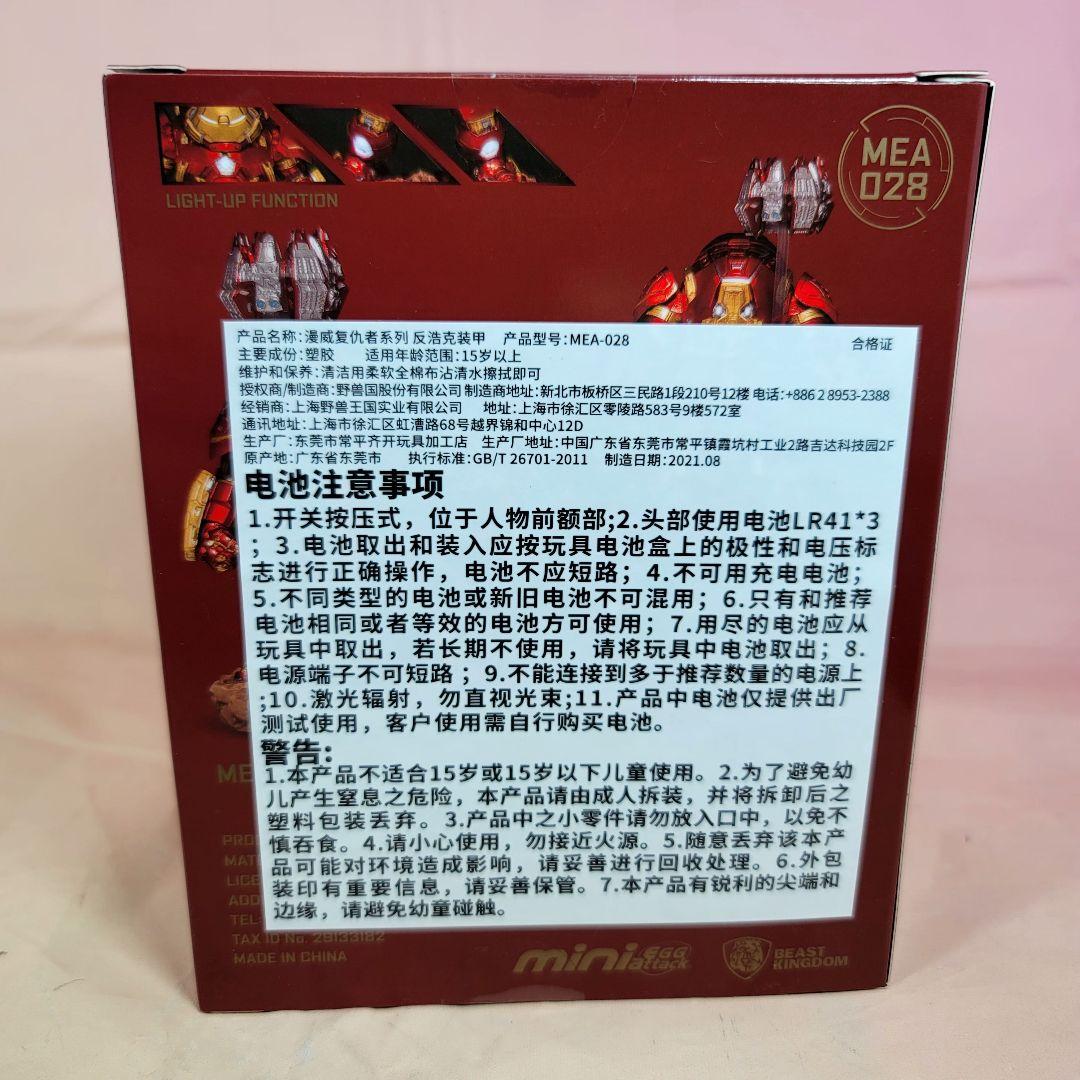 MEA
028
LIGHT-UP FUNCTION
产品名称:漫威复仇者系列 反浩克装甲 产品型号:MEA-028 合格证
主要成份:塑胶 适用年龄范围:15岁以上
维护和保养:清洁用柔软全棉布沾清水擦拭即可
授权商/制造商:野兽国股份有限公司 制造商地址:新北市板桥区三民路1段210号12楼 电话:+886 2 8953-2388
经销商:上海野兽王国实业有限公司 地址:上海市徐汇区零陵路583号9楼572室
通讯地址:上海市徐汇区虹漕路68号越界锦和中心12D
生产厂:东莞市常平齐开玩具加工店 生产厂地址:中国广东省东莞市常平镇霞坑村工业2路吉达科技园2F
原产地:广东省东莞市 执行标准:GB/T 26701-2011 制造日期:2021.08
电池注意事项
1.开关按压式，位于人物前额部;2.头部使用电池LR41*3
；3.电池取出和装入应按玩具电池盒上的极性和电压标
志进行正确操作，电池不应短路；4.不可用充电电池；
5.不同类型的电池或新旧电池不可混用；6.只有和推荐
电池相同或者等效的电池方可使用；7.用尽的电池应从
玩具中取出，若长期不使用，请将玩具中电池取出；8.
电源端子不可短路；9.不能连接到多于推荐数量的电源上
;10.激光辐射，勿直视光束;11.产品中电池仅提供出厂
测试使用，客户使用需自行购买电池。
警告:
1.本产品不适合15岁或15岁以下儿童使用。2.为了避免幼
儿产生窒息之危险，本产品请由成人拆装，并将拆卸后之
塑料包装丢弃。3.产品中之小零件请勿放入口中，以免不
慎吞食。4.请小心使用，勿接近火源。5.随意丢弃该本产
品可能对环境造成影响，请妥善进行回收处理。6.外包
装印有重要信息，请妥善保管。7.本产品有锐利的尖端和
边缘，请避免幼童碰触。
ME
PROD
MATE
LICE
ADD
TEL:
TAX ID No. 29133182
MADE IN CHINA
mini EGG attack
BEAST KINGDOM